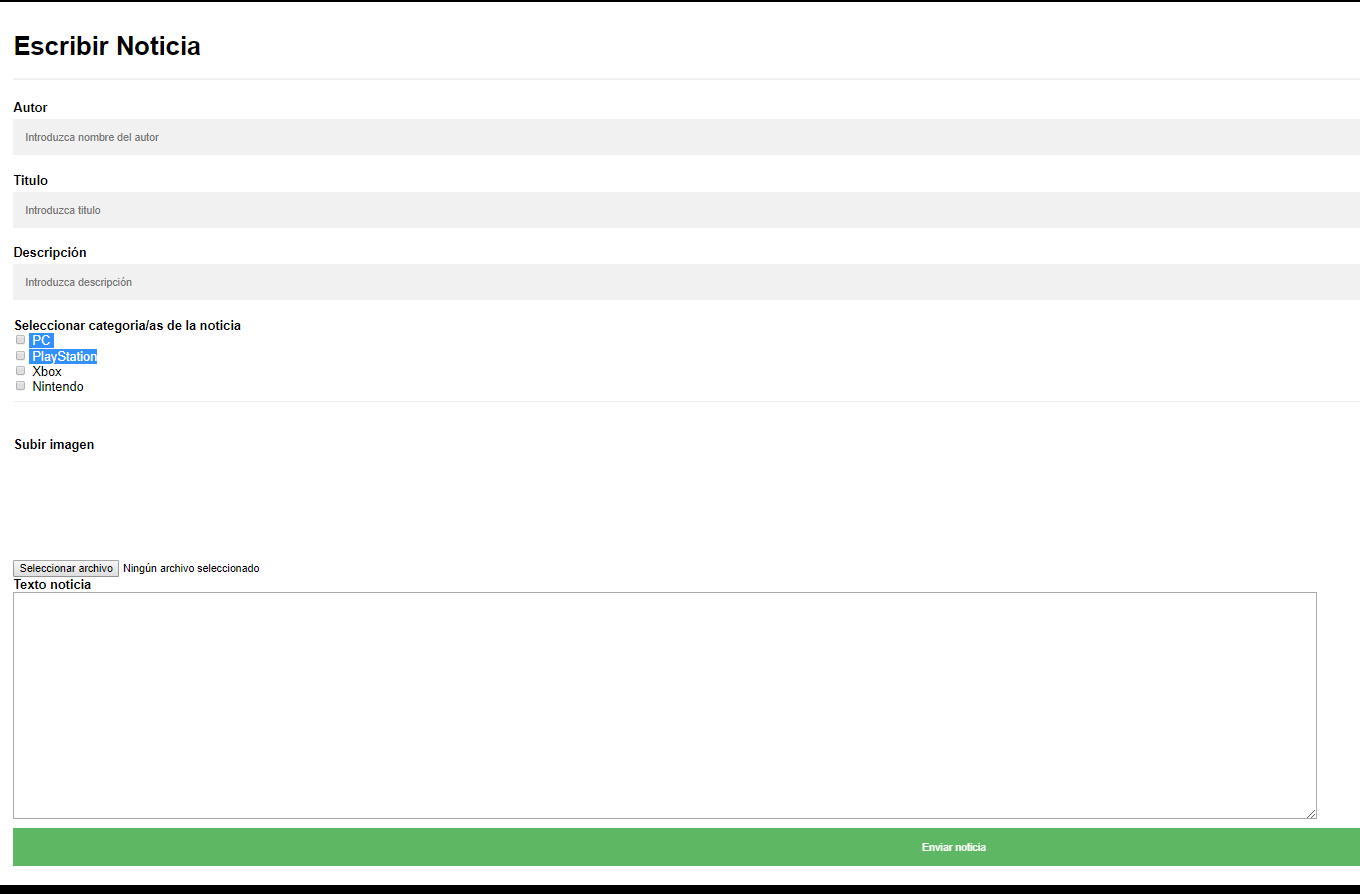 Escribir Noticia
Autor
Introduzca nombre del autor
Titulo
Introduzca titulo
Descripción
Introduzca descripción
Seleccionar categoria/as de la noticia
PC
PlayStation
Xbox
Nintendo
Subir imagen
Seleccionar archivo Ningún archivo seleccionado
Texto noticia
Enviar noticia